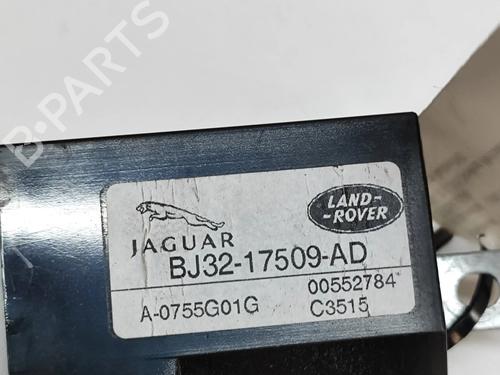 B-PARTS
JAGUAR
LAND-
-ROVER
BJ32-17509-AD
A-0755G01G
00552784
C3515